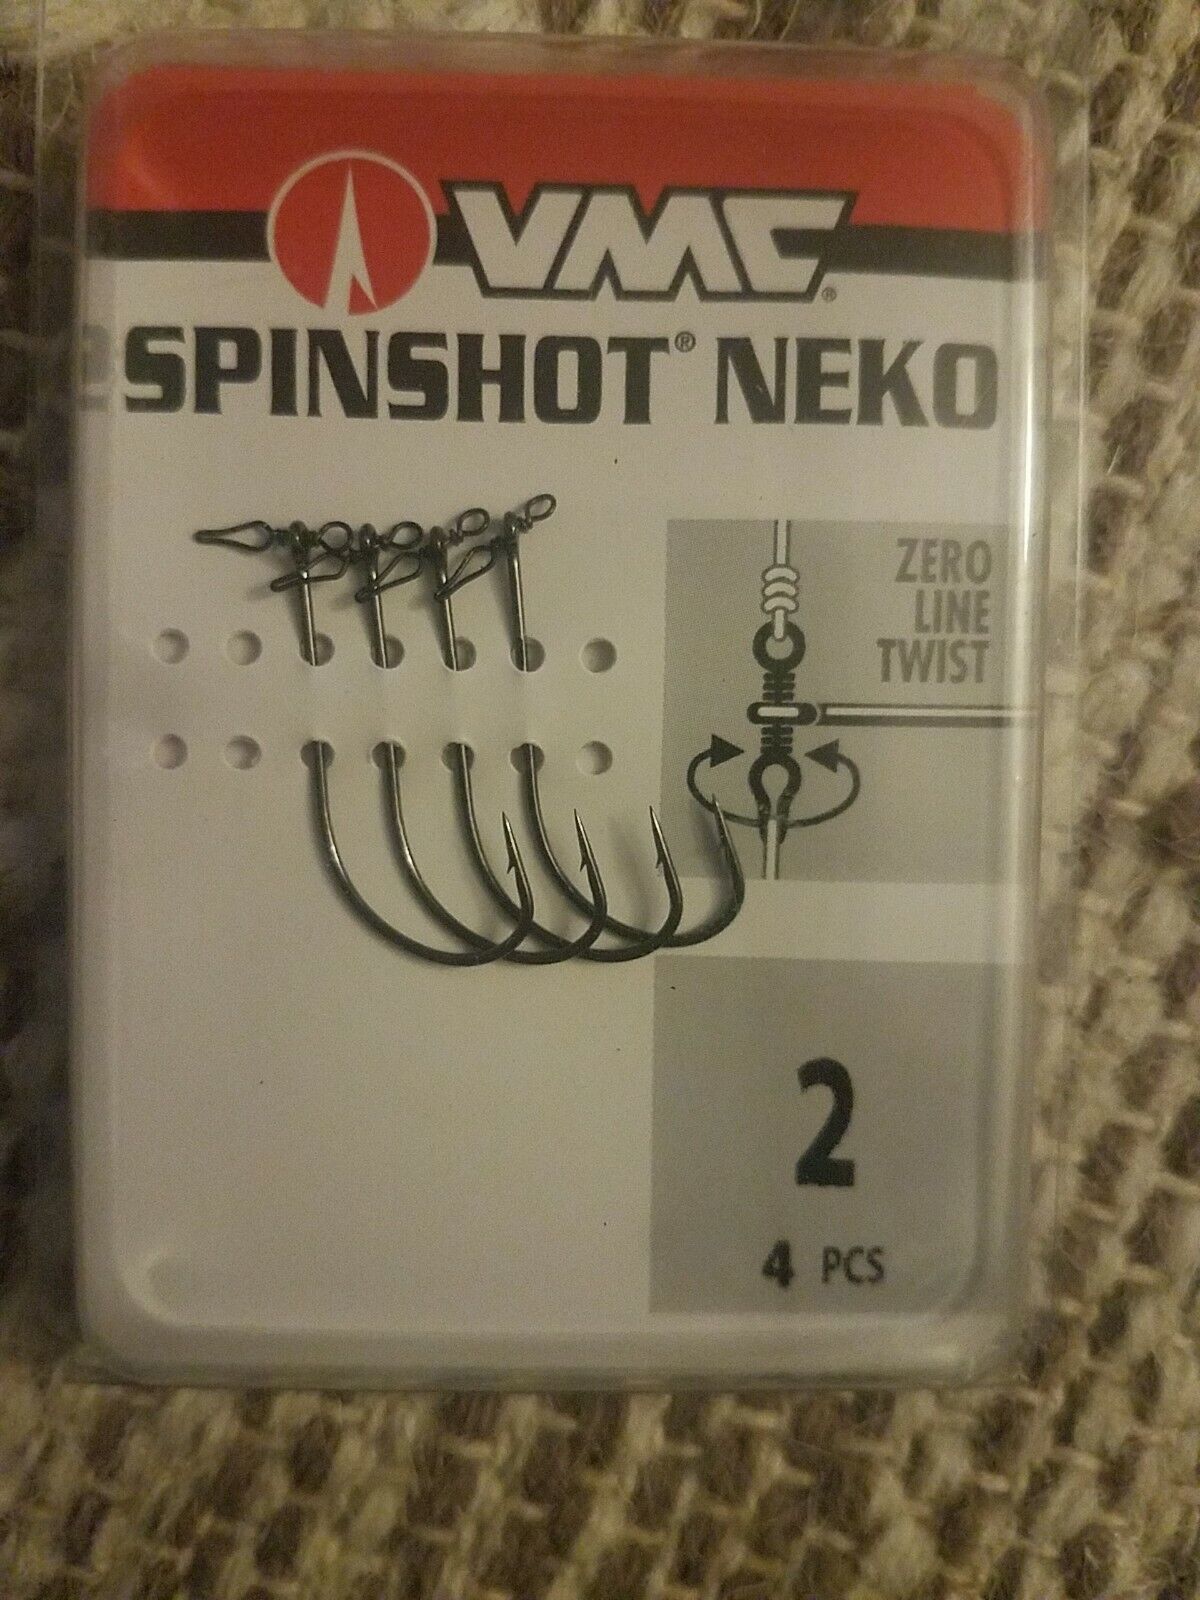 VMC®
SPINSHOT® NEKO
ZERO
LINE
TWIST
2
4 PCS